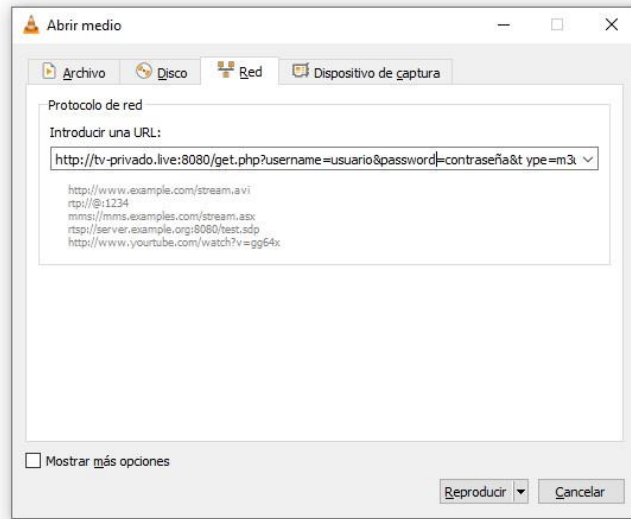 Abrir medio
Archivo Disco Red Dispositivo de captura
Protocolo de red
Introducir una URL:
http://tv-privado.live:8080/get.php?username=usuario&password=contraseña&t ype=m3u
http://www.example.com/stream.avi
rtp://@:1234
mms://mms.examples.com/stream.asx
rtsp://server.example.org:8080/test.sdp
http://www.yourtube.com/watch?v=gg64x
Mostrar más opciones
Reproducir Cancelar